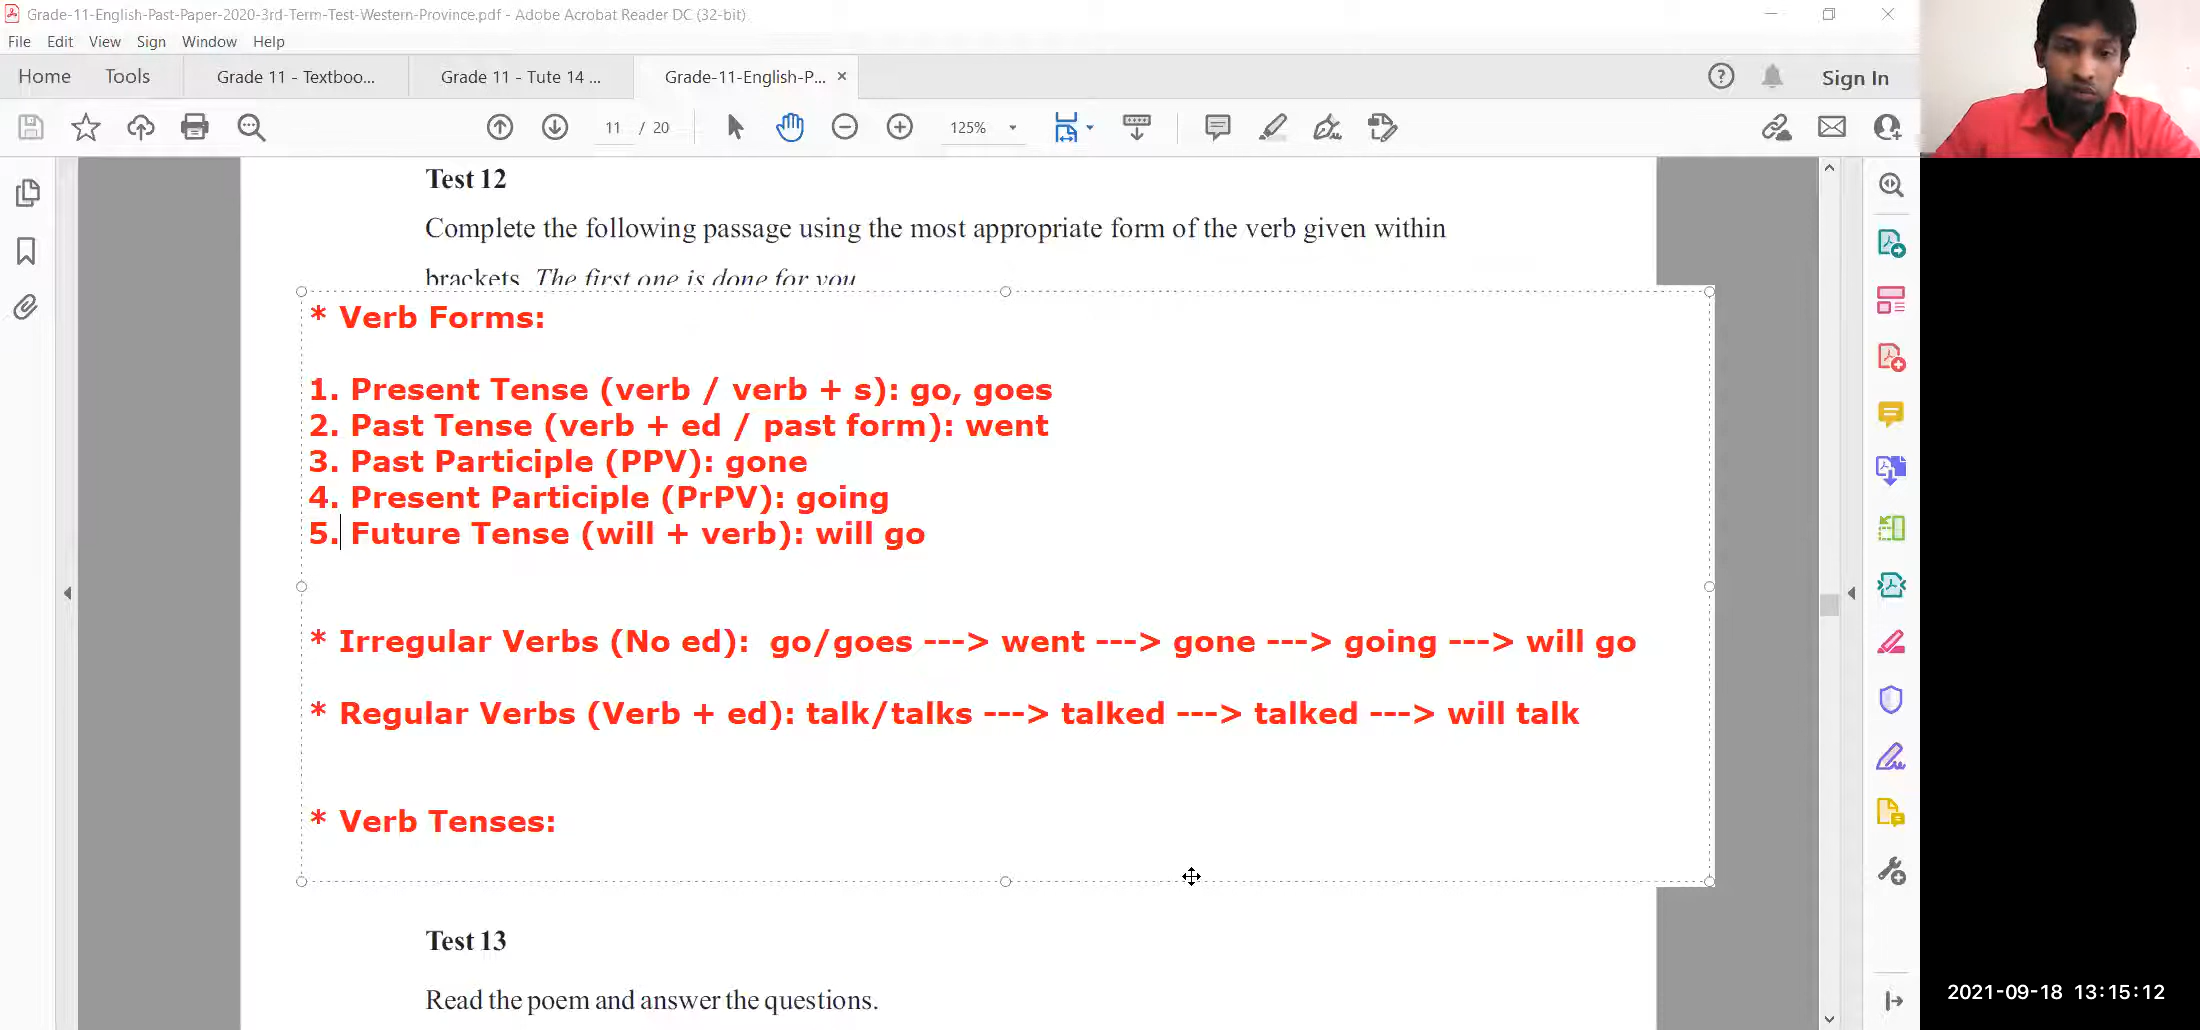 Grade-11-English-Past-Paper-2020-3rd-Term-Test-Western-Province.pdf - Adobe Acrobat Reader DC (32-bit)
File Edit View Sign Window Help
Home Tools Grade 11 - Textboo... Grade 11 - Tute 14 ... Grade-11-English-P... × Sign In
11 / 20 125%
Test 12
Complete the following passage using the most appropriate form of the verb given within
brackets. The first one is done for you
* Verb Forms:
1. Present Tense (verb / verb + s): go, goes
2. Past Tense (verb + ed / past form): went
3. Past Participle (PPV): gone
4. Present Participle (PrPV): going
5. Future Tense (will + verb): will go
* Irregular Verbs (No ed): go/goes ---> went ---> gone ---> going ---> will go
* Regular Verbs (Verb + ed): talk/talks ---> talked ---> talked ---> will talk
* Verb Tenses:
Test 13
Read the poem and answer the questions.
2021-09-18 13:15:12